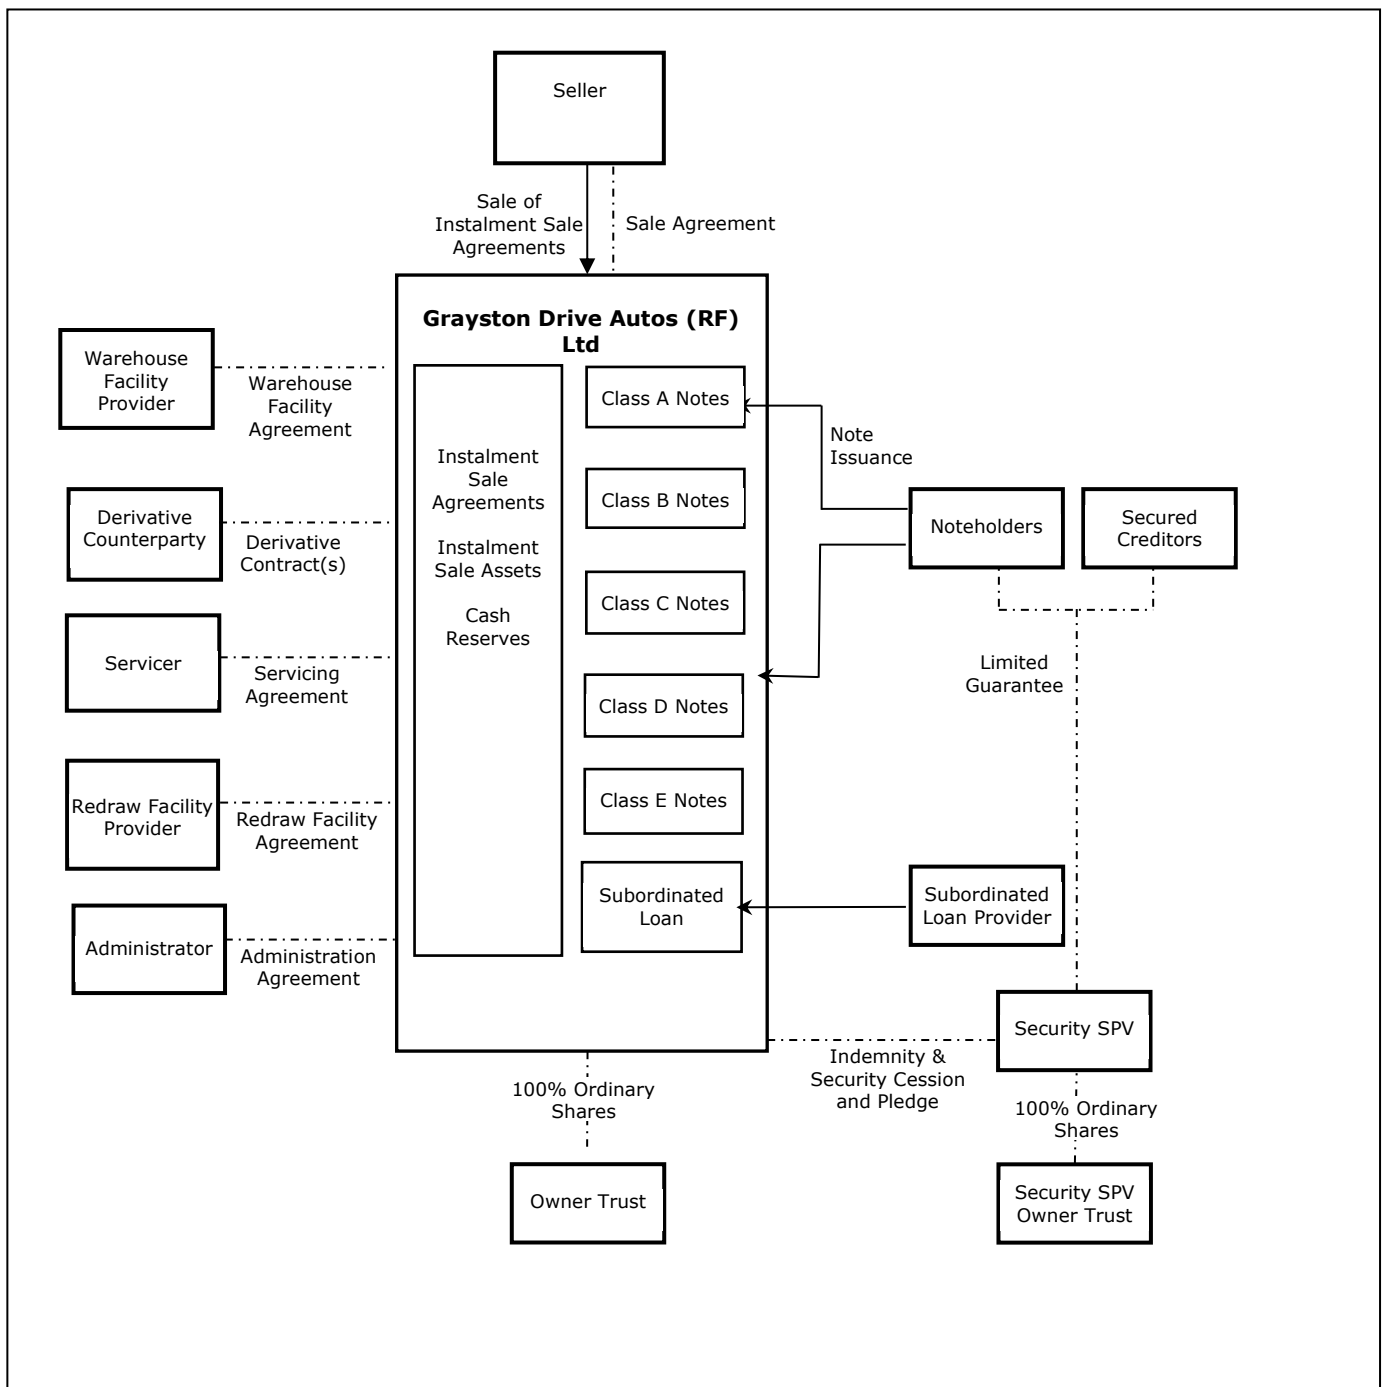 Seller
Sale of
Instalment Sale
Agreements
Sale Agreement
Grayston Drive Autos (RF)
Ltd
Warehouse
Facility
Provider
Warehouse
Facility
Agreement
Derivative
Counterparty
Derivative
Contract(s)
Servicer
Servicing
Agreement
Redraw Facility
Provider
Redraw Facility
Agreement
Administrator
Administration
Agreement
Instalment
Sale
Agreements
Instalment
Sale Assets
Cash
Reserves
Class A Notes
Class B Notes
Class C Notes
Class D Notes
Class E Notes
Subordinated
Loan
Note
Issuance
Noteholders
Secured
Creditors
Limited
Guarantee
Subordinated
Loan Provider
Security SPV
Indemnity &
Security Cession
and Pledge
100% Ordinary
Shares
Owner Trust
100% Ordinary
Shares
Security SPV
Owner Trust